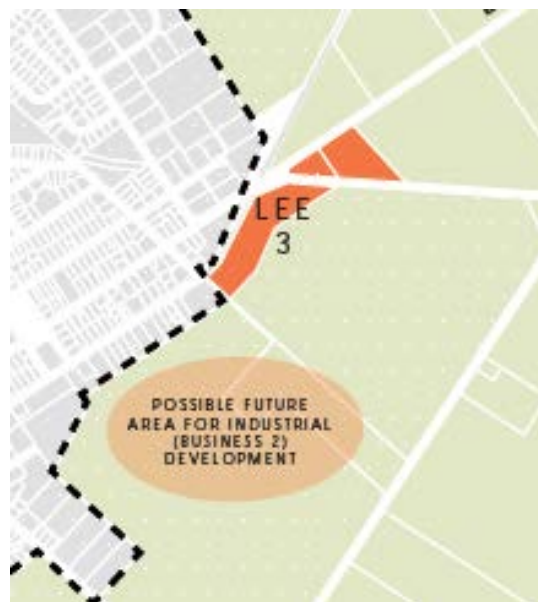 LEE
3
POSSIBLE FUTURE
AREA FOR INDUSTRIAL
(BUSINESS 2)
DEVELOPMENT